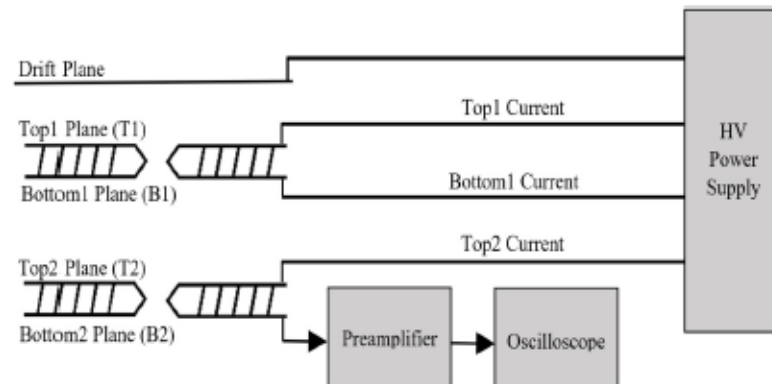 Drift Plane
Top1 Plane (T1)
Top1 Current
Bottom1 Plane (B1)
Bottom1 Current
HV
Power
Supply
Top2 Plane (T2)
Top2 Current
Bottom2 Plane (B2)
Preamplifier
Oscilloscope